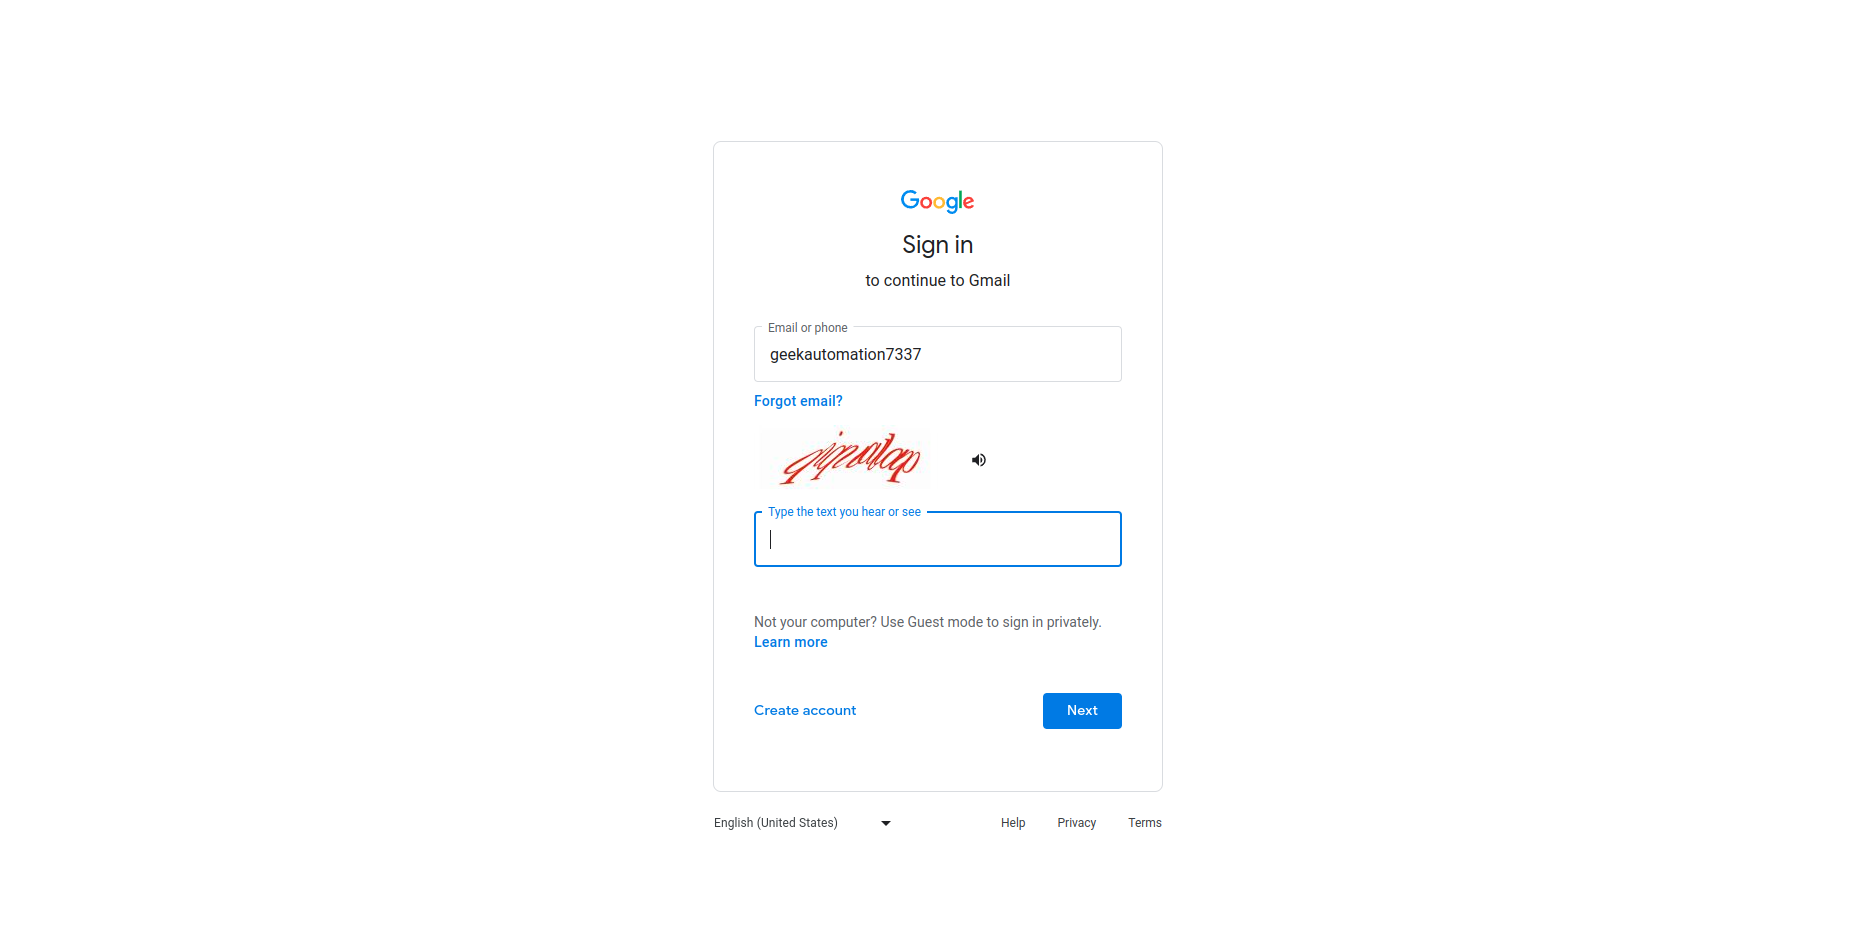 Google
Sign in
to continue to Gmail
Email or phone
geekautomation7337
Forgot email?
Type the text you hear or see
Not your computer? Use Guest mode to sign in privately.
Learn more
Create account
Next
English (United States)
Help
Privacy
Terms